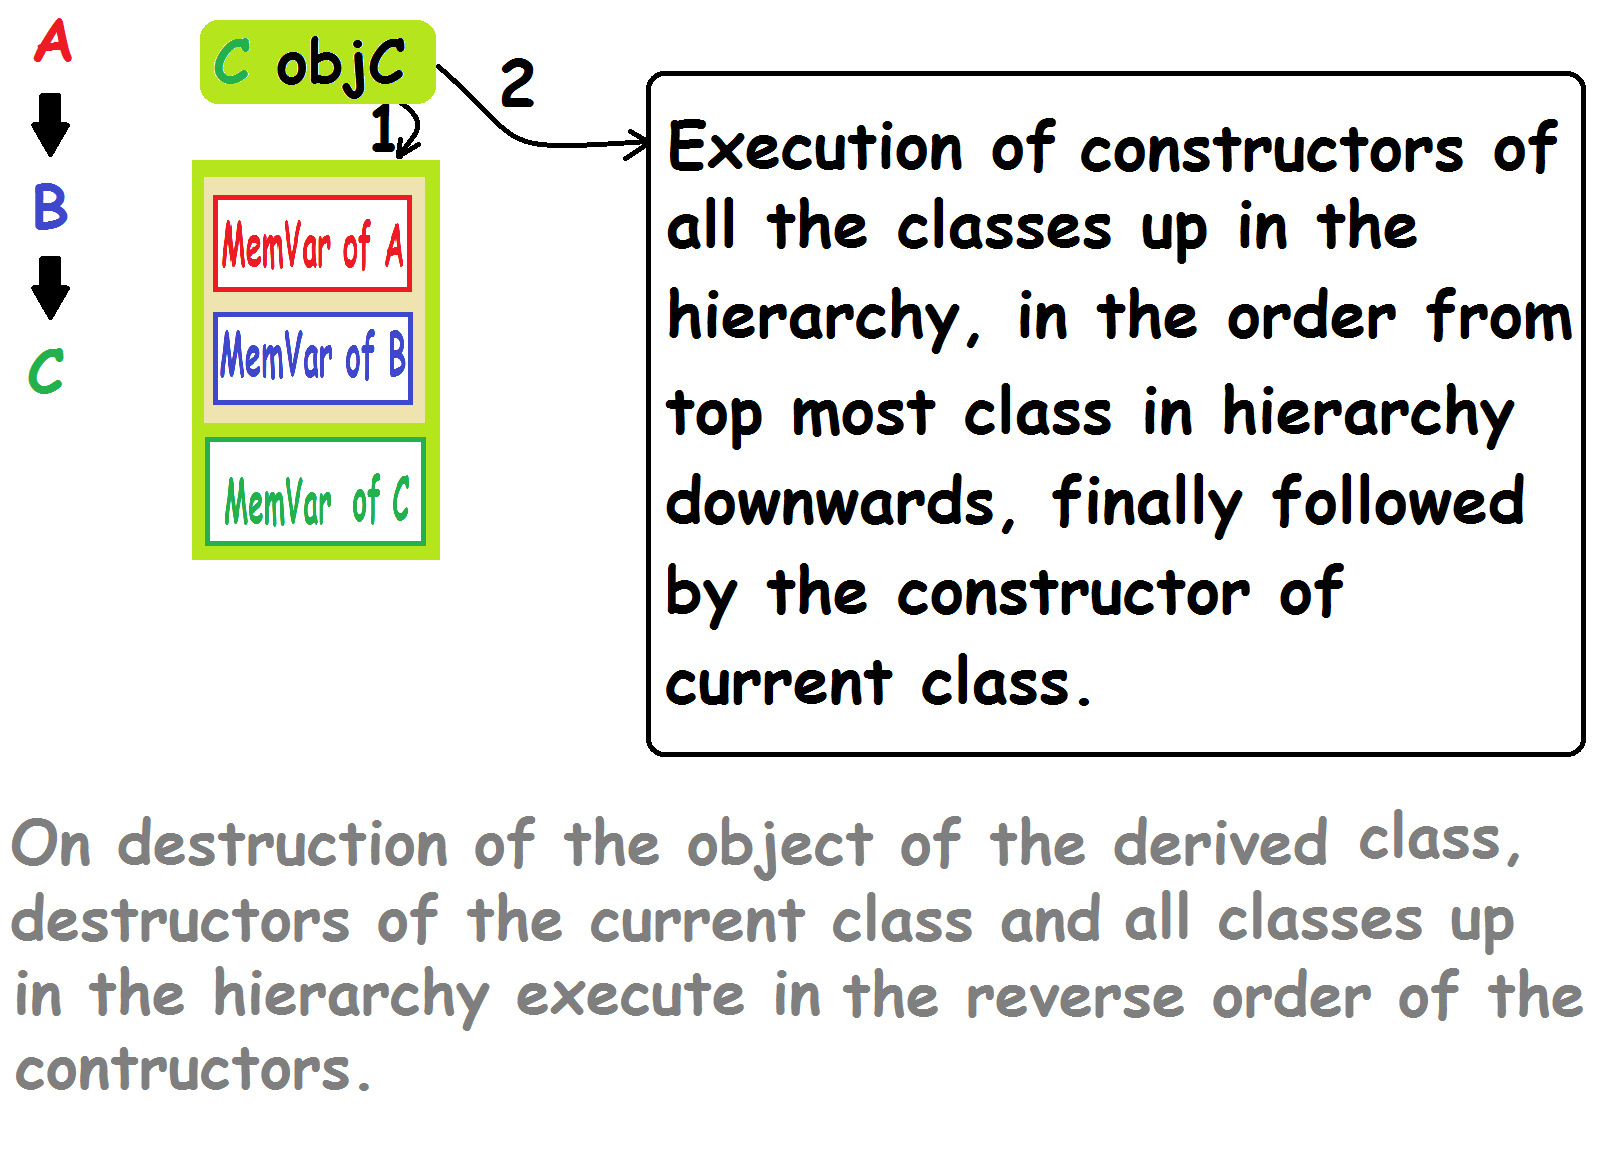 A
B
C
C objC
1
2
MemVar of A
MemVar of B
MemVar of C
Execution of constructors of
all the classes up in the
hierarchy, in the order from
top most class in hierarchy
downwards, finally followed
by the constructor of
current class.
On destruction of the object of the derived class,
destructors of the current class and all classes up
in the hierarchy execute in the reverse order of the
contructors.